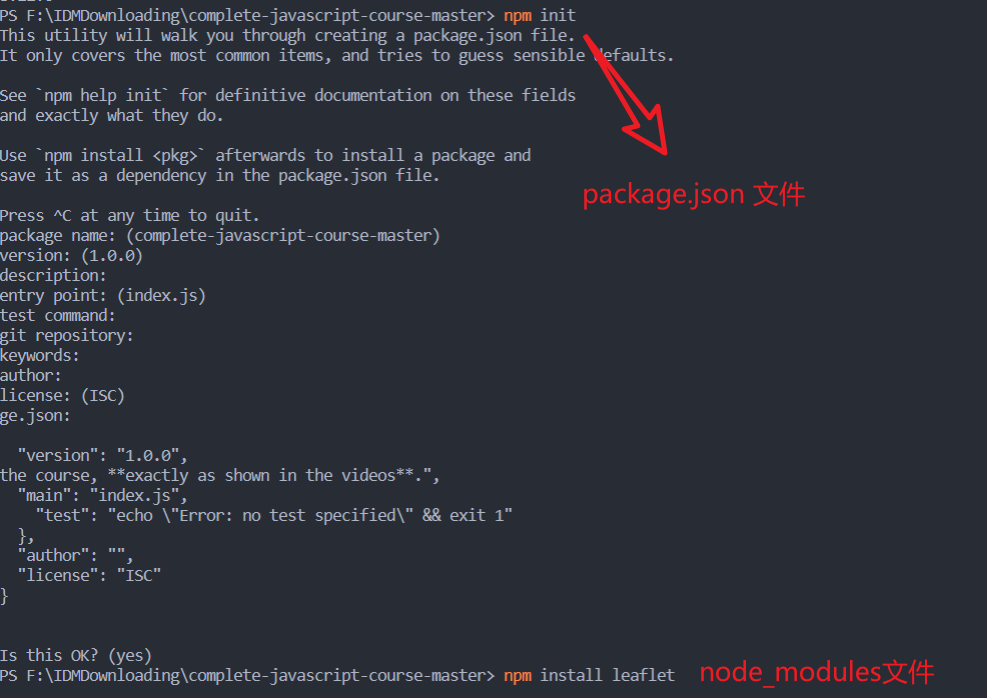 PS F:\IDMDownloading\complete-javascript-course-master> npm init
This utility will walk you through creating a package.json file.
It only covers the most common items, and tries to guess sensible defaults.
See `npm help init` for definitive documentation on these fields
and exactly what they do.
Use `npm install <pkg>` afterwards to install a package and
save it as a dependency in the package.json file.
package.json 文件
Press ^C at any time to quit.
package name: (complete-javascript-course-master)
version: (1.0.0)
description:
entry point: (index.js)
test command:
git repository:
keywords:
author:
license: (ISC)
ge.json:
"version": "1.0.0",
the course, **exactly as shown in the videos**.",
"main": "index.js",
"test": "echo \"Error: no test specified\" && exit 1"
},
"author": "",
"license": "ISC"
}
Is this OK? (yes)
PS F:\IDMDownloading\complete-javascript-course-master> npm install leaflet node_modules文件